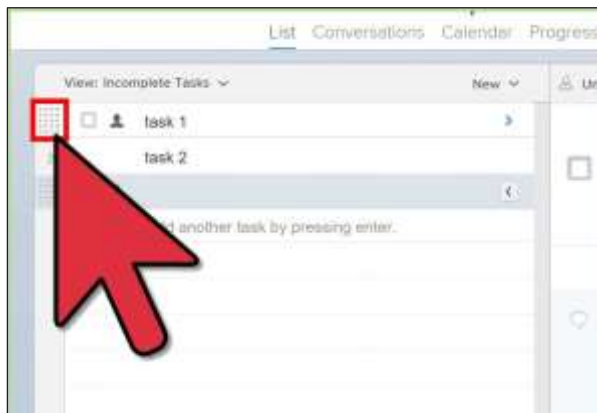 List Conversations Calendar Progress
View: Incomplete Tasks New
task 1
task 2
another task by pressing enter.